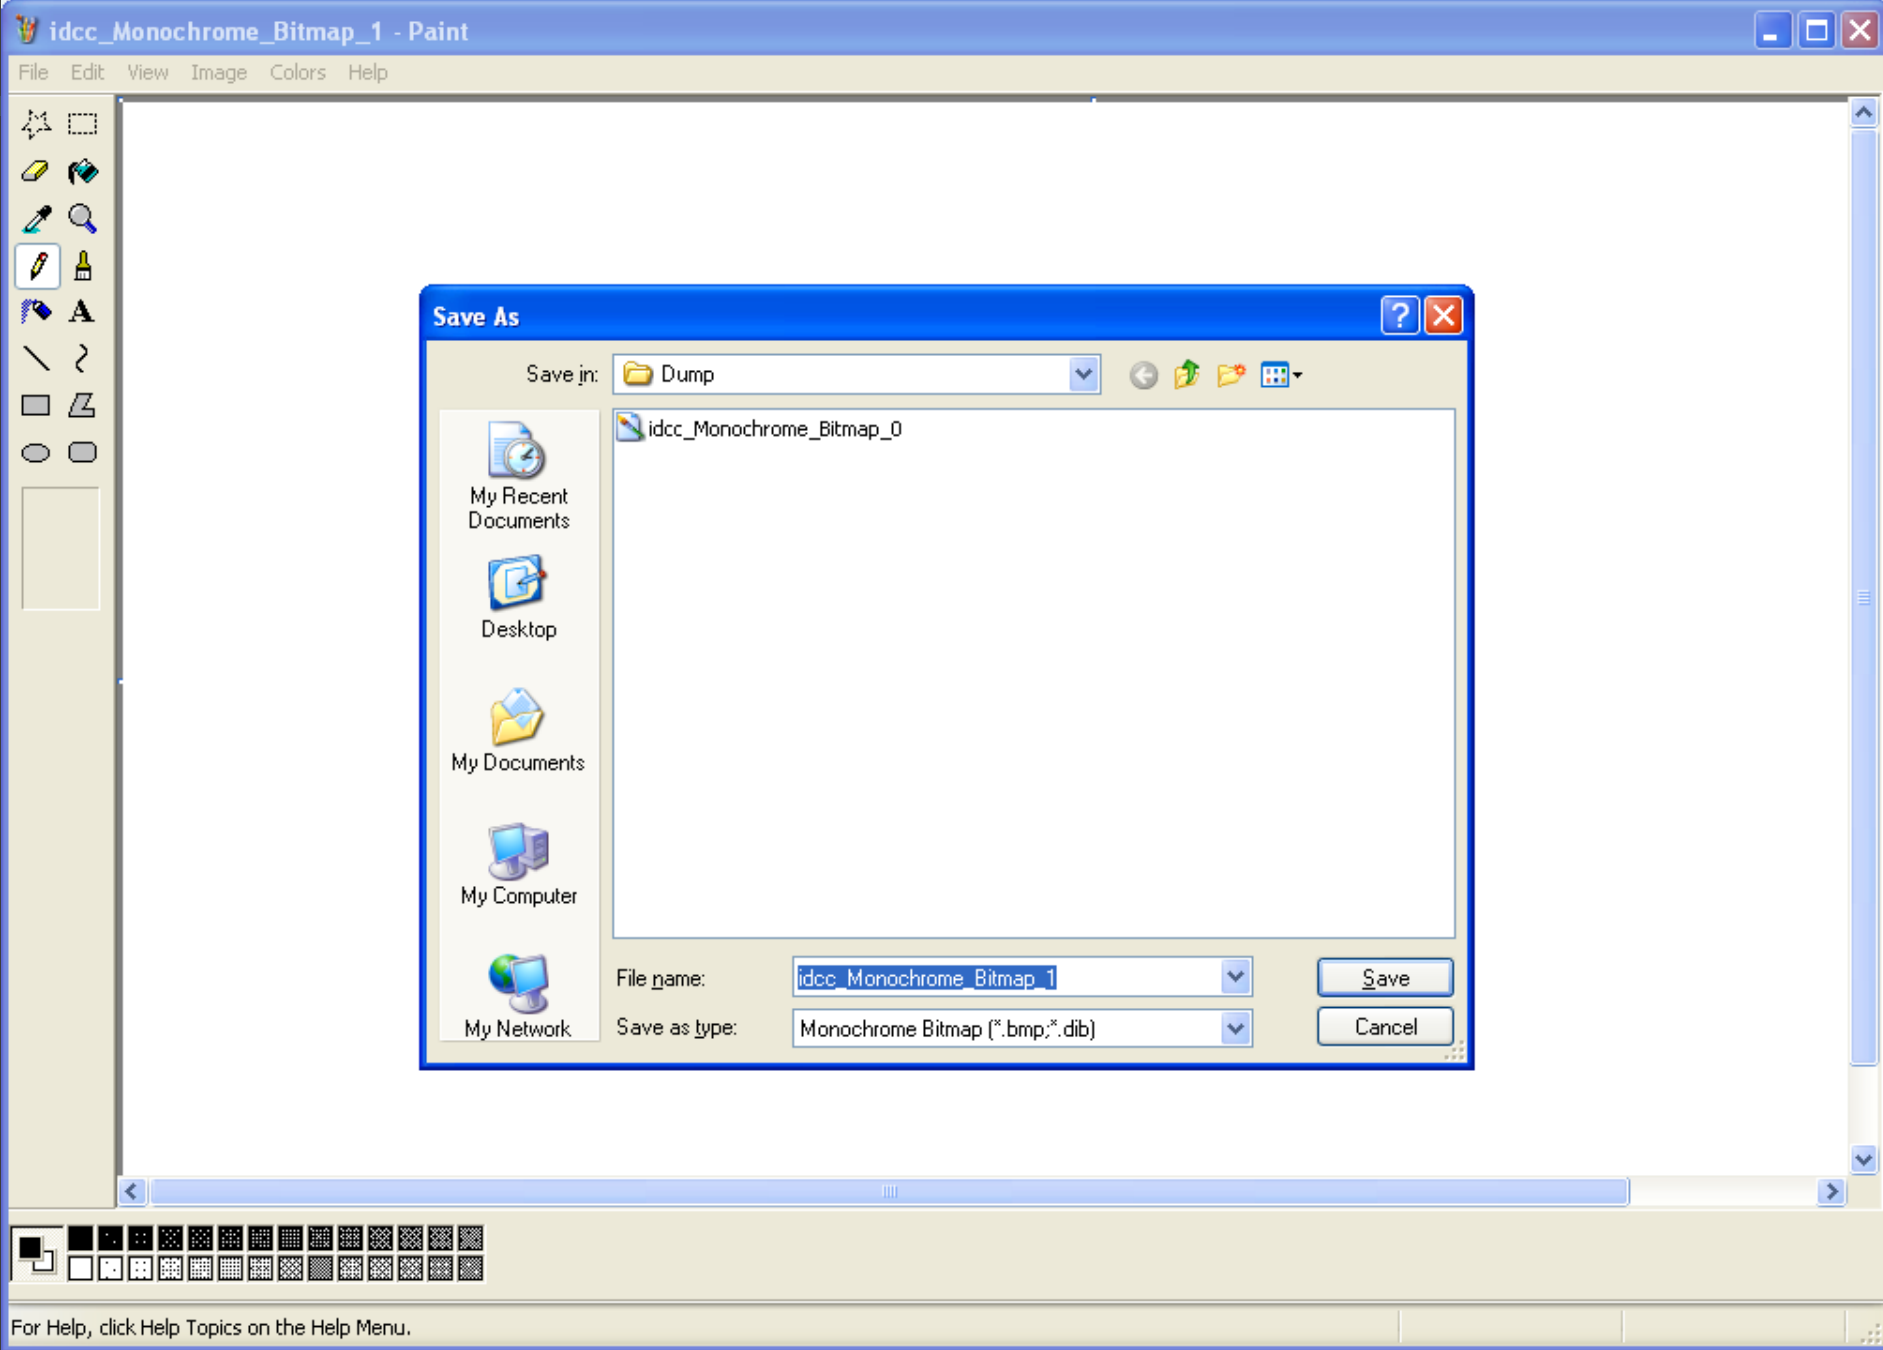 idcc_Monochrome_Bitmap_1 - Paint
File Edit View Image Colors Help
A
Save As
?
Save in: Dump
idcc_Monochrome_Bitmap_0
My Recent
Documents
Desktop
My Documents
My Computer
My Network
File name: idcc_Monochrome_Bitmap_1 Save
Save as type: Monochrome Bitmap (*.bmp;*.dib) Cancel
For Help, click Help Topics on the Help Menu.